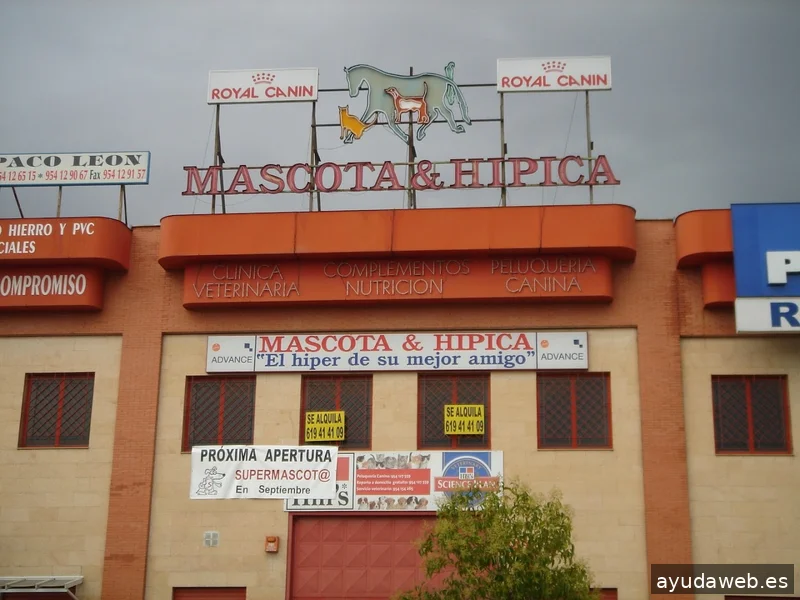 ROYAL CANIN
ROYAL CANIN
PACO LEON
54 12 65 15 • 954 12 90 67 Fax 954 12 91 57
MASCOTA & HIPICA
HIERRO Y PVC
CIALES
COMPROMISO
CLINICA
VETERINARIA
COMPLEMENTOS
NUTRICION
PELUQUERIA
CANINA
P
R
ADVANCE
MASCOTA & HIPICA
"El hiper de su mejor amigo"
ADVANCE
SE ALQUILA
619 41 41 09
SE ALQUILA
619 41 41 09
PRÓXIMA APERTURA
SUPERMASCOT@
En Septiembre
Hill's
SCIENCE PLAN
ayudaweb.es